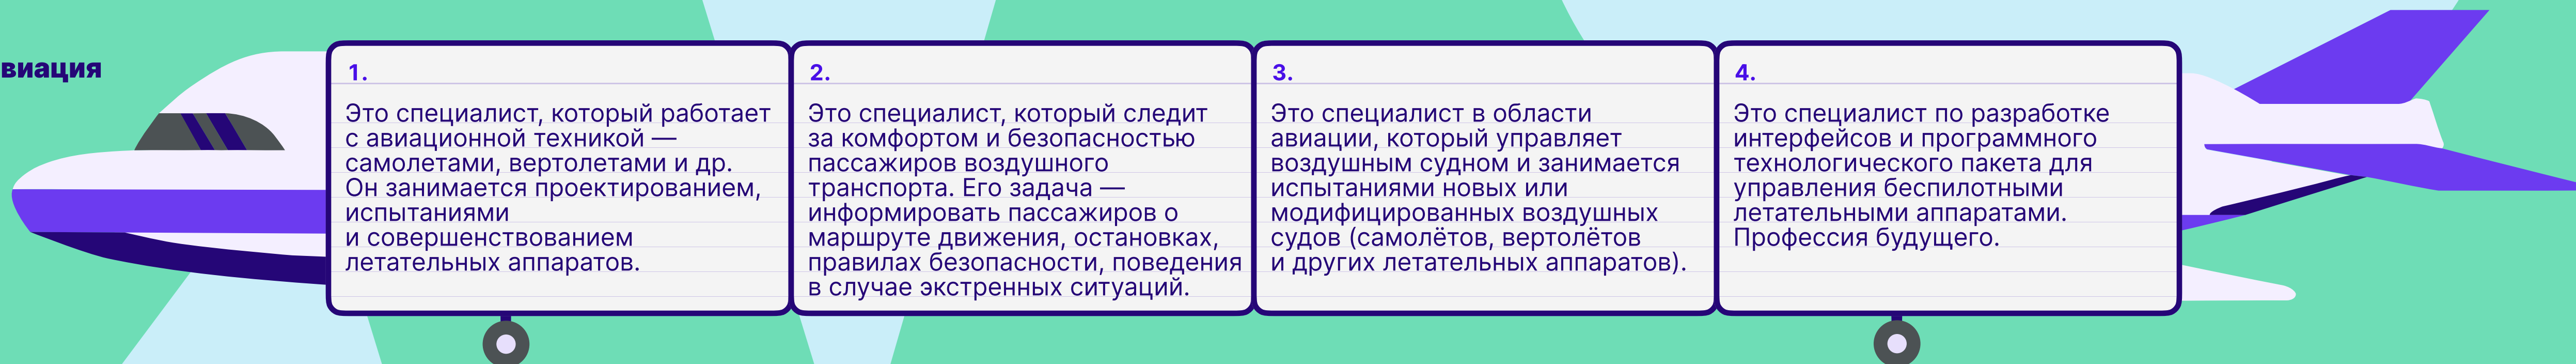 виация
1.
Это специалист, который работает
с авиационной техникой —
самолетами, вертолетами и др.
Он занимается проектированием,
испытаниями
и совершенствованием
летательных аппаратов.
2.
Это специалист, который следит
за комфортом и безопасностью
пассажиров воздушного
транспорта. Его задача —
информировать пассажиров о
маршруте движения, остановках,
правилах безопасности, поведения
в случае экстренных ситуаций.
3.
Это специалист в области
авиации, который управляет
воздушным судном и занимается
испытаниями новых или
модифицированных воздушных
судов (самолётов, вертолётов
и других летательных аппаратов).
4.
Это специалист по разработке
интерфейсов и программного
технологического пакета для
управления беспилотными
летательными аппаратами.
Профессия будущего.